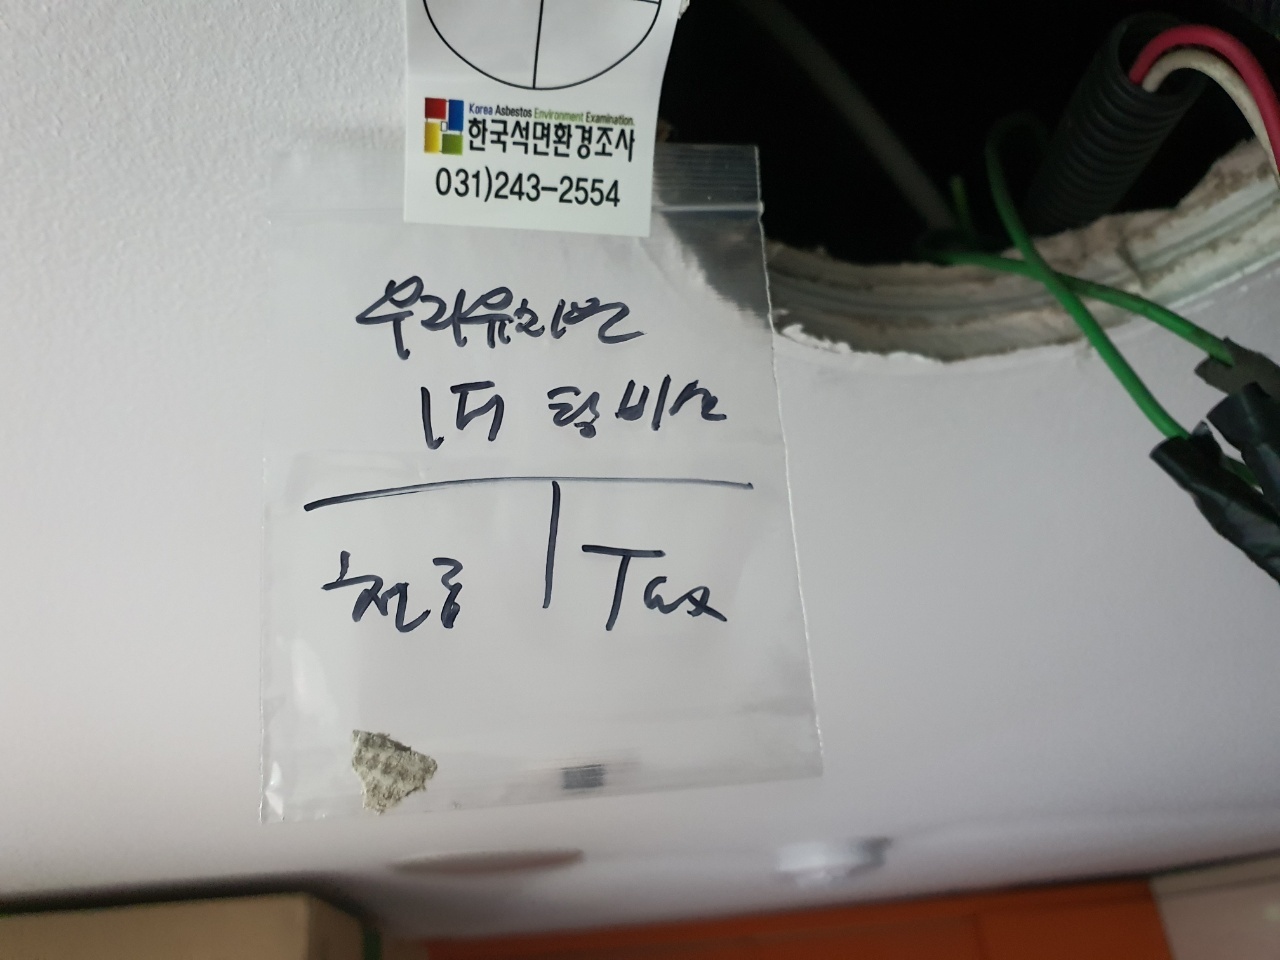 Korea Asbestos Environment Examination.
한국석면환경조사
031)243-2554
우리유치반
1F 탕비실
천장
Tex